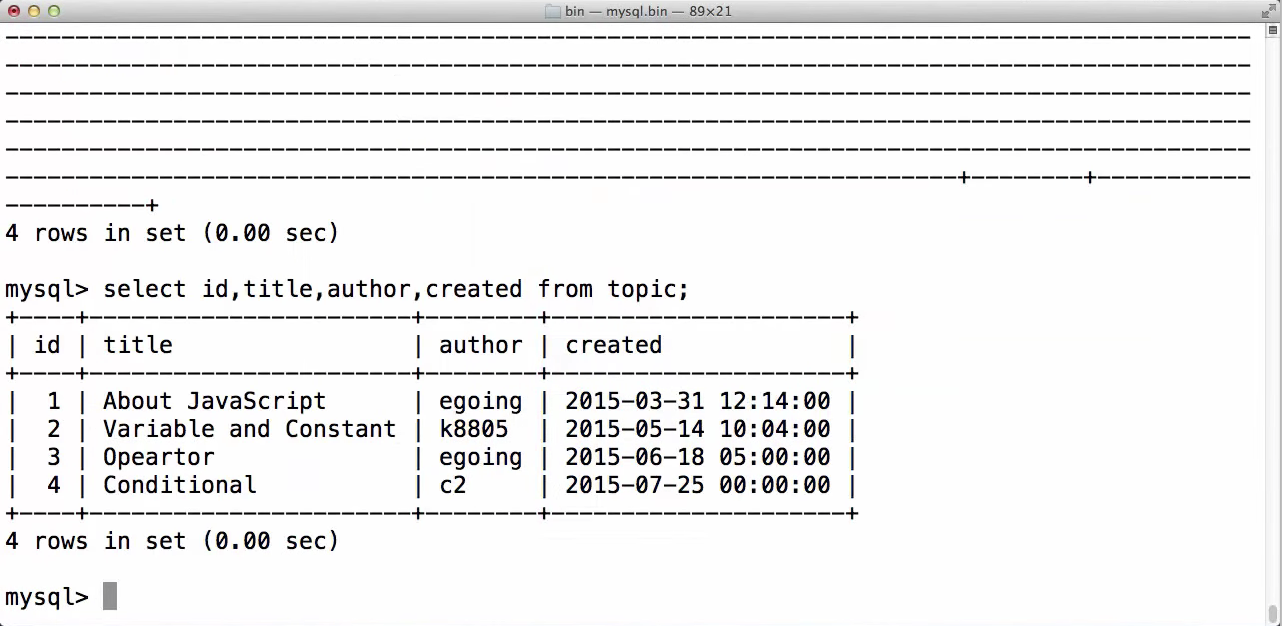 bin — mysql.bin — 89×21
-----------------------------------------------------------------------------------------
-----------------------------------------------------------------------------------------
-----------------------------------------------------------------------------------------
-----------------------------------------------------------------------------------------
-----------------------------------------------------------------------------------------
--------------------------------------------------------------------+--------+-----------
----------+
4 rows in set (0.00 sec)
mysql> select id,title,author,created from topic;
+----+-----------------------+--------+---------------------+
| id | title                 | author | created             |
+----+-----------------------+--------+---------------------+
|  1 | About JavaScript      | egoing | 2015-03-31 12:14:00 |
|  2 | Variable and Constant | k8805  | 2015-05-14 10:04:00 |
|  3 | Opeartor              | egoing | 2015-06-18 05:00:00 |
|  4 | Conditional           | c2     | 2015-07-25 00:00:00 |
+----+-----------------------+--------+---------------------+
4 rows in set (0.00 sec)
mysql>